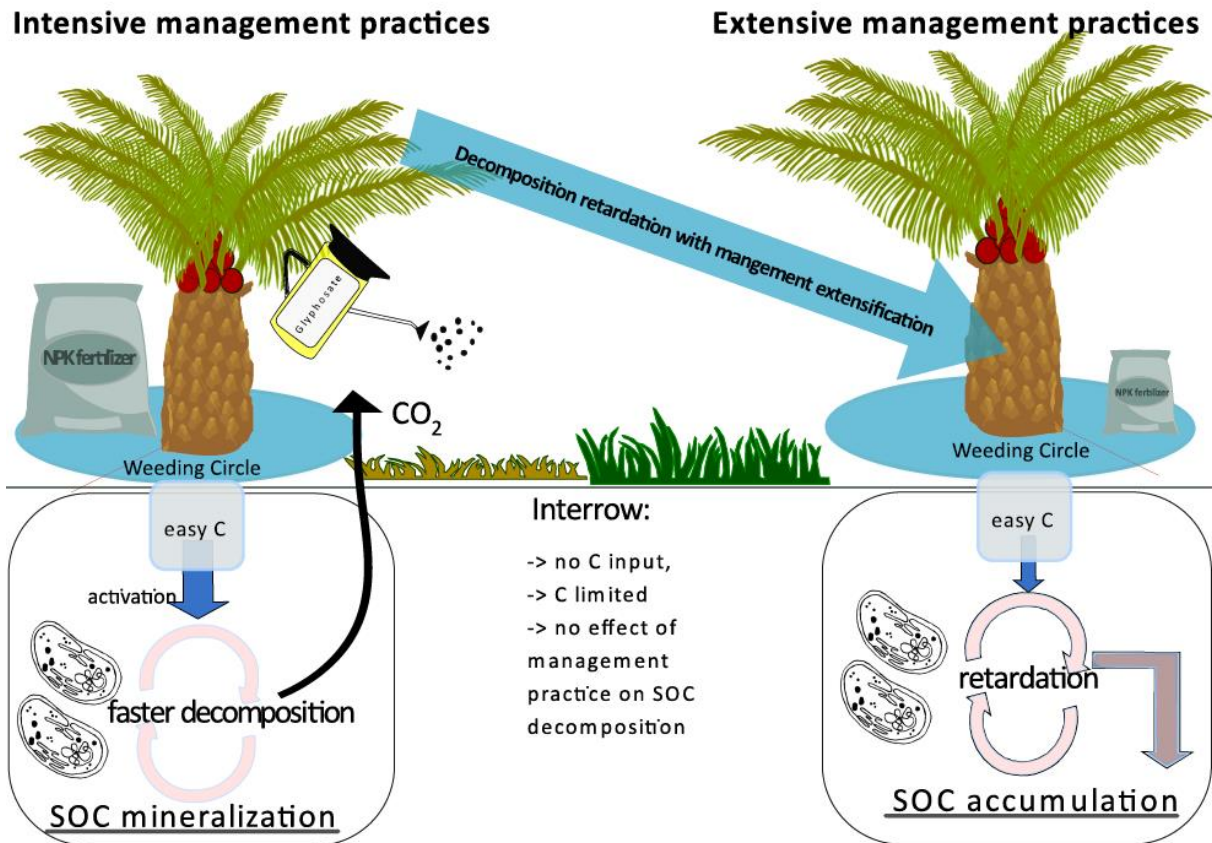 Intensive management practices
Extensive management practices
Decomposition retardation with mangement extensification
Glyphosate
NPK fertilizer
NPK fertilizer
CO2
Weeding Circle
Weeding Circle
easy C
activation
faster decomposition
SOC mineralization
Interrow:
-> no C input,
-> C limited
-> no effect of
management
practice on SOC
decomposition
easy C
retardation
SOC accumulation